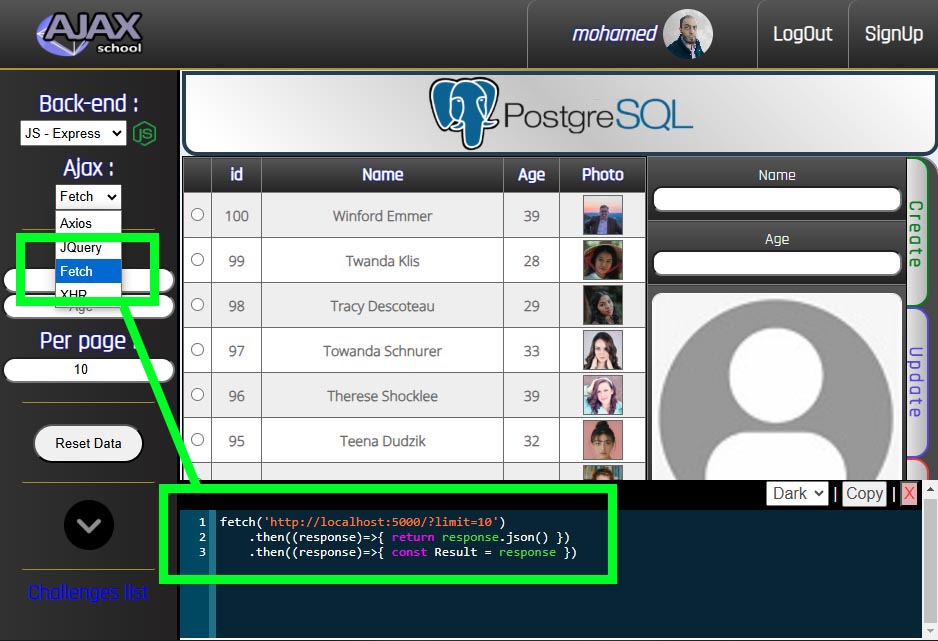 AJAX
school
mohamed
LogOut
SignUp
Back-end :
JS - Express
JS
Ajax :
Fetch
Axios
JQuery
Fetch
XHR
Age
Per page :
10
Reset Data
Challenges list
PostgreSQL
id Name Age Photo
100 Winford Emmer 39
99 Twanda Klis 28
98 Tracy Descoteau 29
97 Towanda Schnurer 33
96 Therese Shocklee 39
95 Teena Dudzik 32
Name
Age
Create
Update
Dark | Copy | X
1 fetch('http://localhost:5000/?limit=10')
2 .then((response)=>{ return response.json() })
3 .then((response)=>{ const Result = response })